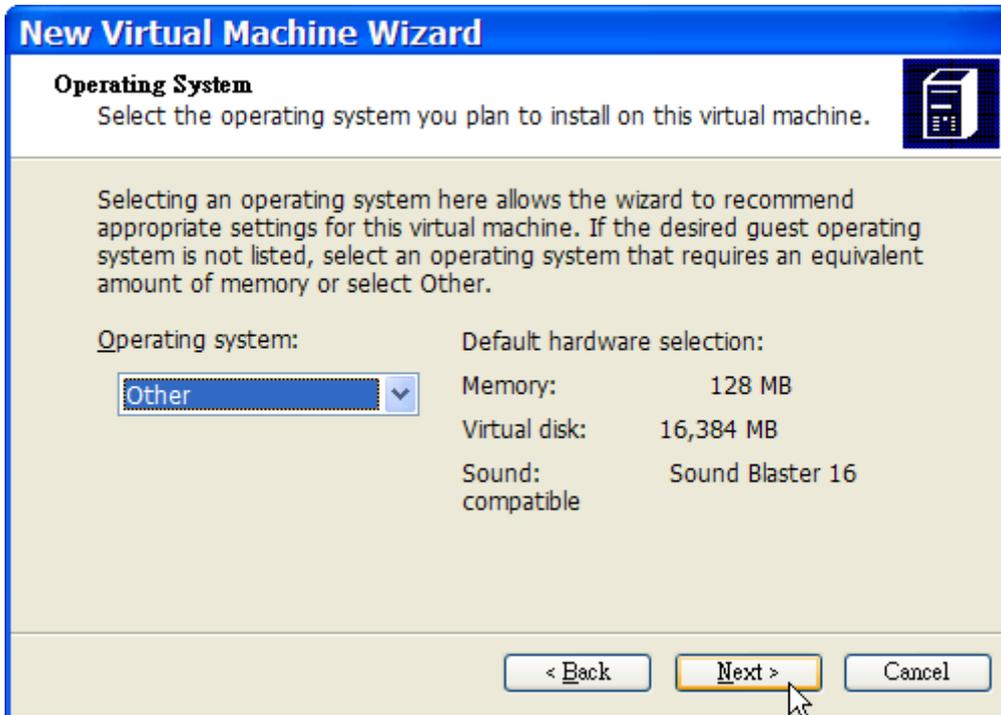 New Virtual Machine Wizard
Operating System
Select the operating system you plan to install on this virtual machine.
Selecting an operating system here allows the wizard to recommend
appropriate settings for this virtual machine. If the desired guest operating
system is not listed, select an operating system that requires an equivalent
amount of memory or select Other.
Operating system:
Other
Default hardware selection:
Memory: 128 MB
Virtual disk: 16,384 MB
Sound: Sound Blaster 16
compatible
< Back Next > Cancel